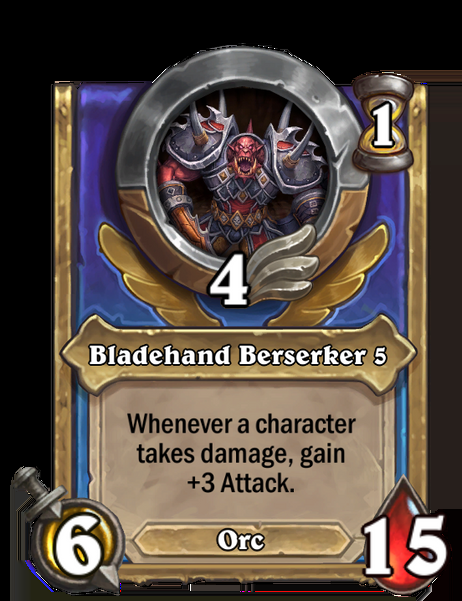 1
4
Bladehand Berserker 5
Whenever a character
takes damage, gain
+3 Attack.
6
Orc
15